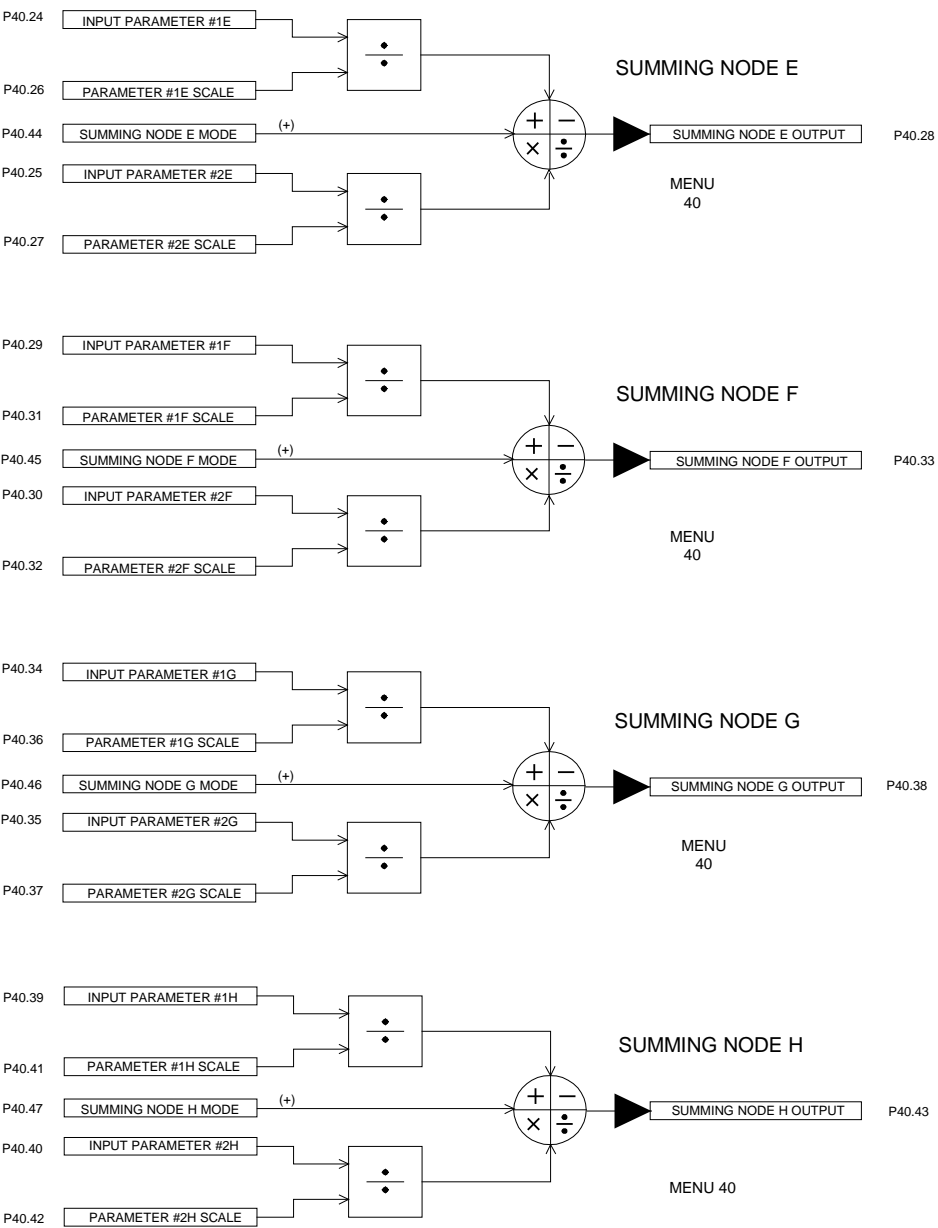 P40.24 INPUT PARAMETER #1E
SUMMING NODE E
P40.26 PARAMETER #1E SCALE
P40.44 SUMMING NODE E MODE (+) + − × ÷ SUMMING NODE E OUTPUT P40.28
P40.25 INPUT PARAMETER #2E
MENU
40
P40.27 PARAMETER #2E SCALE
P40.29 INPUT PARAMETER #1F
SUMMING NODE F
P40.31 PARAMETER #1F SCALE
P40.45 SUMMING NODE F MODE (+) + − × ÷ SUMMING NODE F OUTPUT P40.33
P40.30 INPUT PARAMETER #2F
MENU
40
P40.32 PARAMETER #2F SCALE
P40.34 INPUT PARAMETER #1G
SUMMING NODE G
P40.36 PARAMETER #1G SCALE
P40.46 SUMMING NODE G MODE (+) + − × ÷ SUMMING NODE G OUTPUT P40.38
P40.35 INPUT PARAMETER #2G
MENU
40
P40.37 PARAMETER #2G SCALE
P40.39 INPUT PARAMETER #1H
SUMMING NODE H
P40.41 PARAMETER #1H SCALE
P40.47 SUMMING NODE H MODE (+) + − × ÷ SUMMING NODE H OUTPUT P40.43
P40.40 INPUT PARAMETER #2H
MENU 40
P40.42 PARAMETER #2H SCALE